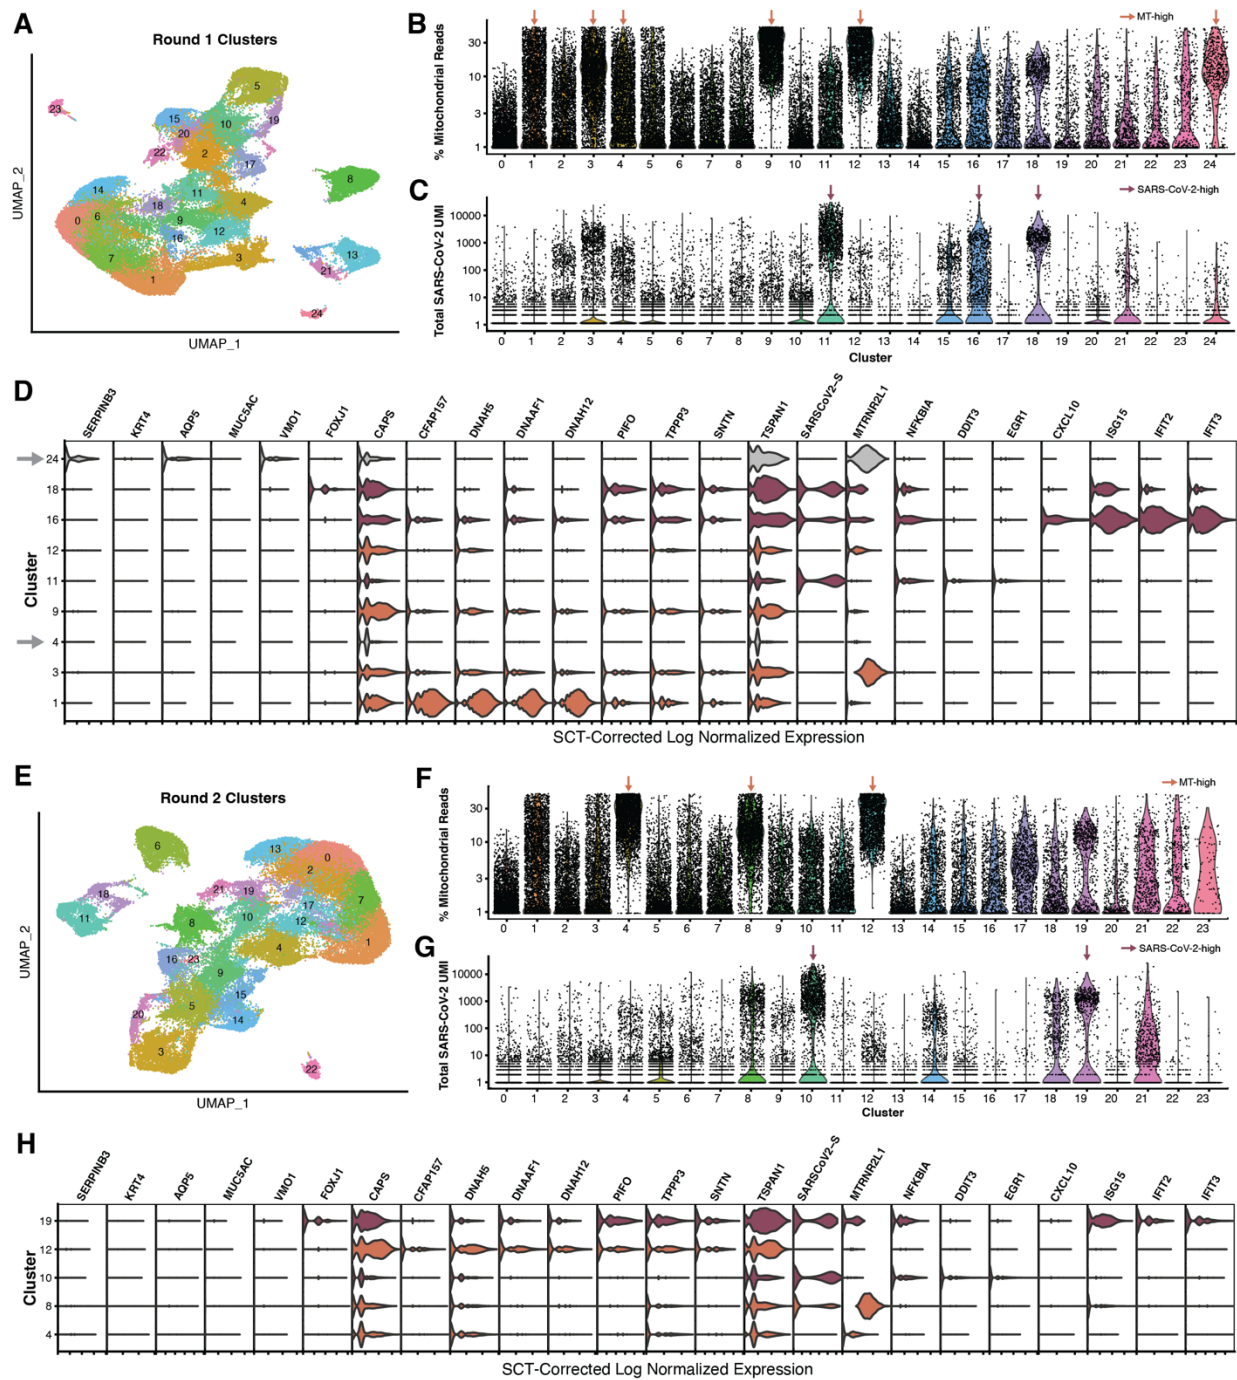 A
Round 1 Clusters
5
23
15
20
10
19
22
2
17
8
14
11
4
18
0
6
9
12
16
7
3
13
1
21
24
UMAP_2
UMAP_1
B
MT-high
% Mitochondrial Reads
30
10
3
1
0 1 2 3 4 5 6 7 8 9 10 11 12 13 14 15 16 17 18 19 20 21 22 23 24
C
SARS-CoV-2-high
Total SARS-CoV-2 UMI
10000
1000
100
10
1
0 1 2 3 4 5 6 7 8 9 10 11 12 13 14 15 16 17 18 19 20 21 22 23 24
Cluster
D
SERPINB3 KRT4 AQP5 MUC5AC VMO1 FOXJ1 CAPS CFAP157 DNAH5 DNAAF1 DNAH12 PIFO TPPP3 SNTN TSPAN1 SARSCoV2-S MTRNR2L1 NFKBIA DDIT3 EGR1 CXCL10 ISG15 IFIT2 IFIT3
Cluster
24
18
16
12
11
9
4
3
1
SCT-Corrected Log Normalized Expression
E
Round 2 Clusters
6
13
0
2
18
21
19
7
11
17
10
12
8
1
4
16
23
9
15
5
20
14
3
22
UMAP_2
UMAP_1
F
MT-high
% Mitochondrial Reads
30
10
3
1
0 1 2 3 4 5 6 7 8 9 10 11 12 13 14 15 16 17 18 19 20 21 22 23
G
SARS-CoV-2-high
Total SARS-CoV-2 UMI
10000
1000
100
10
1
0 1 2 3 4 5 6 7 8 9 10 11 12 13 14 15 16 17 18 19 20 21 22 23
Cluster
H
SERPINB3 KRT4 AQP5 MUC5AC VMO1 FOXJ1 CAPS CFAP157 DNAH5 DNAAF1 DNAH12 PIFO TPPP3 SNTN TSPAN1 SARSCoV2-S MTRNR2L1 NFKBIA DDIT3 EGR1 CXCL10 ISG15 IFIT2 IFIT3
Cluster
19
12
10
8
4
SCT-Corrected Log Normalized Expression